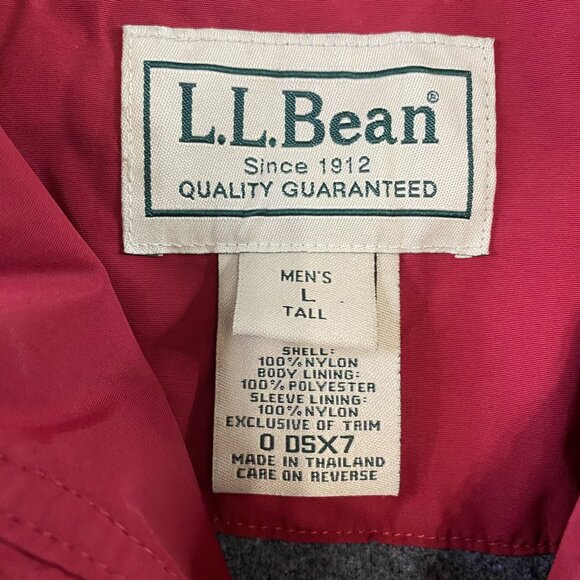 L.L.Bean®
Since 1912
QUALITY GUARANTEED
MEN'S
L
TALL
SHELL:
100% NYLON
BODY LINING:
100% POLYESTER
SLEEVE LINING:
100% NYLON
EXCLUSIVE OF TRIM
0 DSX7
MADE IN THAILAND
CARE ON REVERSE